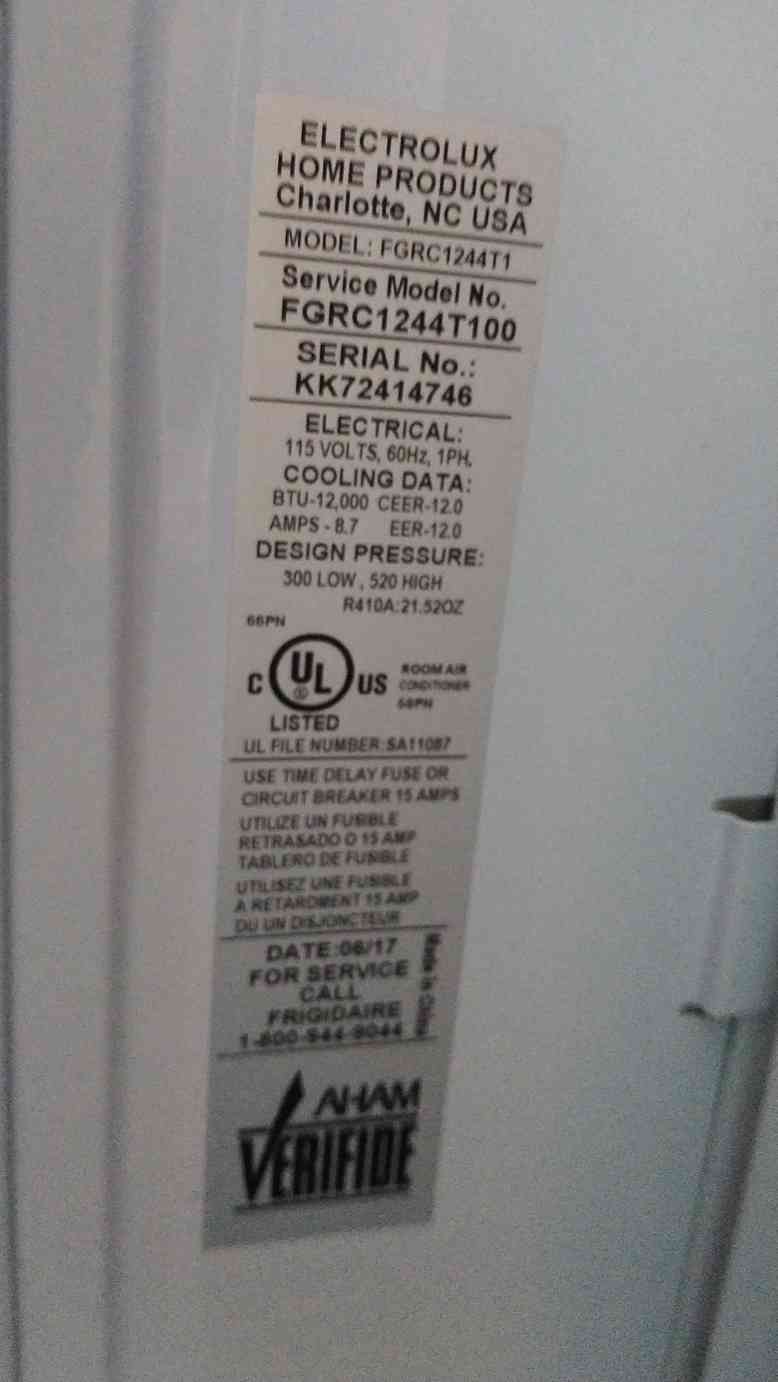 ELECTROLUX
HOME PRODUCTS
Charlotte, NC USA
MODEL: FGRC1244T1
Service Model No.
FGRC1244T100
SERIAL No.:
KK72414746
ELECTRICAL:
115 VOLTS, 60Hz, 1PH.
COOLING DATA:
BTU-12,000 CEER-12.0
AMPS - 8.7 EER-12.0
DESIGN PRESSURE:
300 LOW , 520 HIGH
R410A:21.52OZ
66PN
C UL US
®
ROOM AIR
CONDITIONER
66PN
LISTED
UL FILE NUMBER:SA11087
USE TIME DELAY FUSE OR
CIRCUIT BREAKER 15 AMPS
UTILIZE UN FUSIBLE
RETRASADO O 15 AMP
TABLERO DE FUSIBLE
UTILISEZ UNE FUSIBLE
A RETARDMENT 15 AMP
DU UN DISJONCTEUR
DATE:06/17
FOR SERVICE
CALL
FRIGIDAIRE
1-800-944-9044
Made in China
AHAM
VERIFIDE